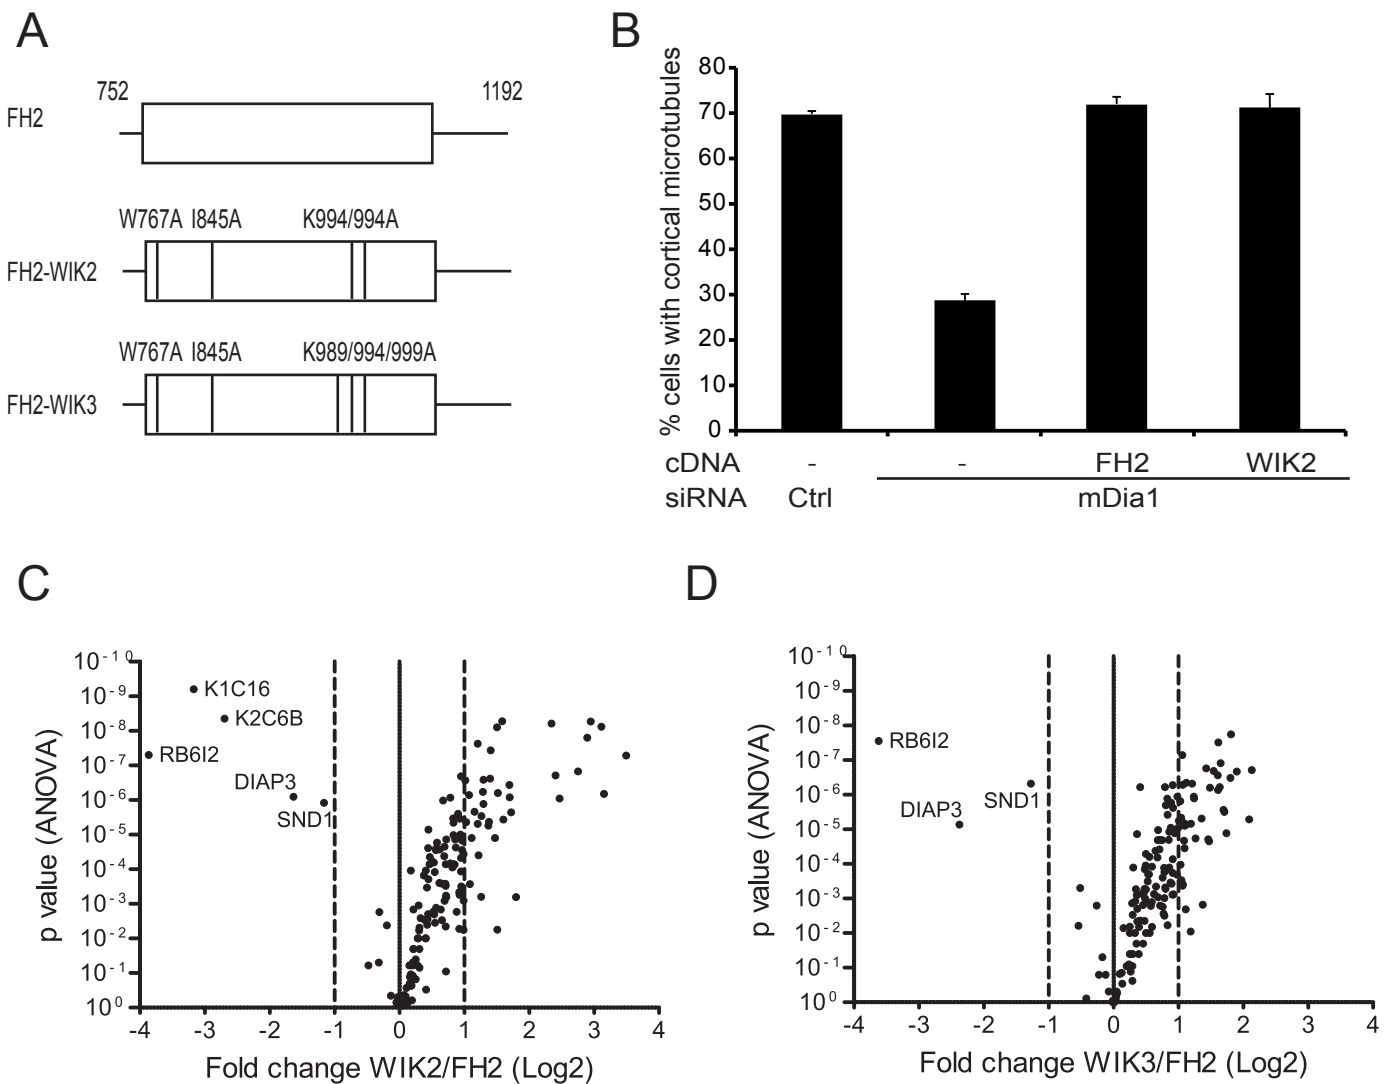 A
752 1192
FH2
W767A I845A K994/994A
FH2-WIK2
W767A I845A K989/994/999A
FH2-WIK3
B
% cells with cortical microtubules
80
70
60
50
40
30
20
10
0
cDNA - - FH2 WIK2
siRNA Ctrl mDia1
C
p value (ANOVA)
10-10
10-9
10-8
10-7
10-6
10-5
10-4
10-3
10-2
10-1
100
K1C16
K2C6B
RB6I2
DIAP3
SND1
-4 -3 -2 -1 0 1 2 3 4
Fold change WIK2/FH2 (Log2)
D
p value (ANOVA)
10-10
10-9
10-8
10-7
10-6
10-5
10-4
10-3
10-2
10-1
100
RB6I2
SND1
DIAP3
-4 -3 -2 -1 0 1 2 3 4
Fold change WIK3/FH2 (Log2)